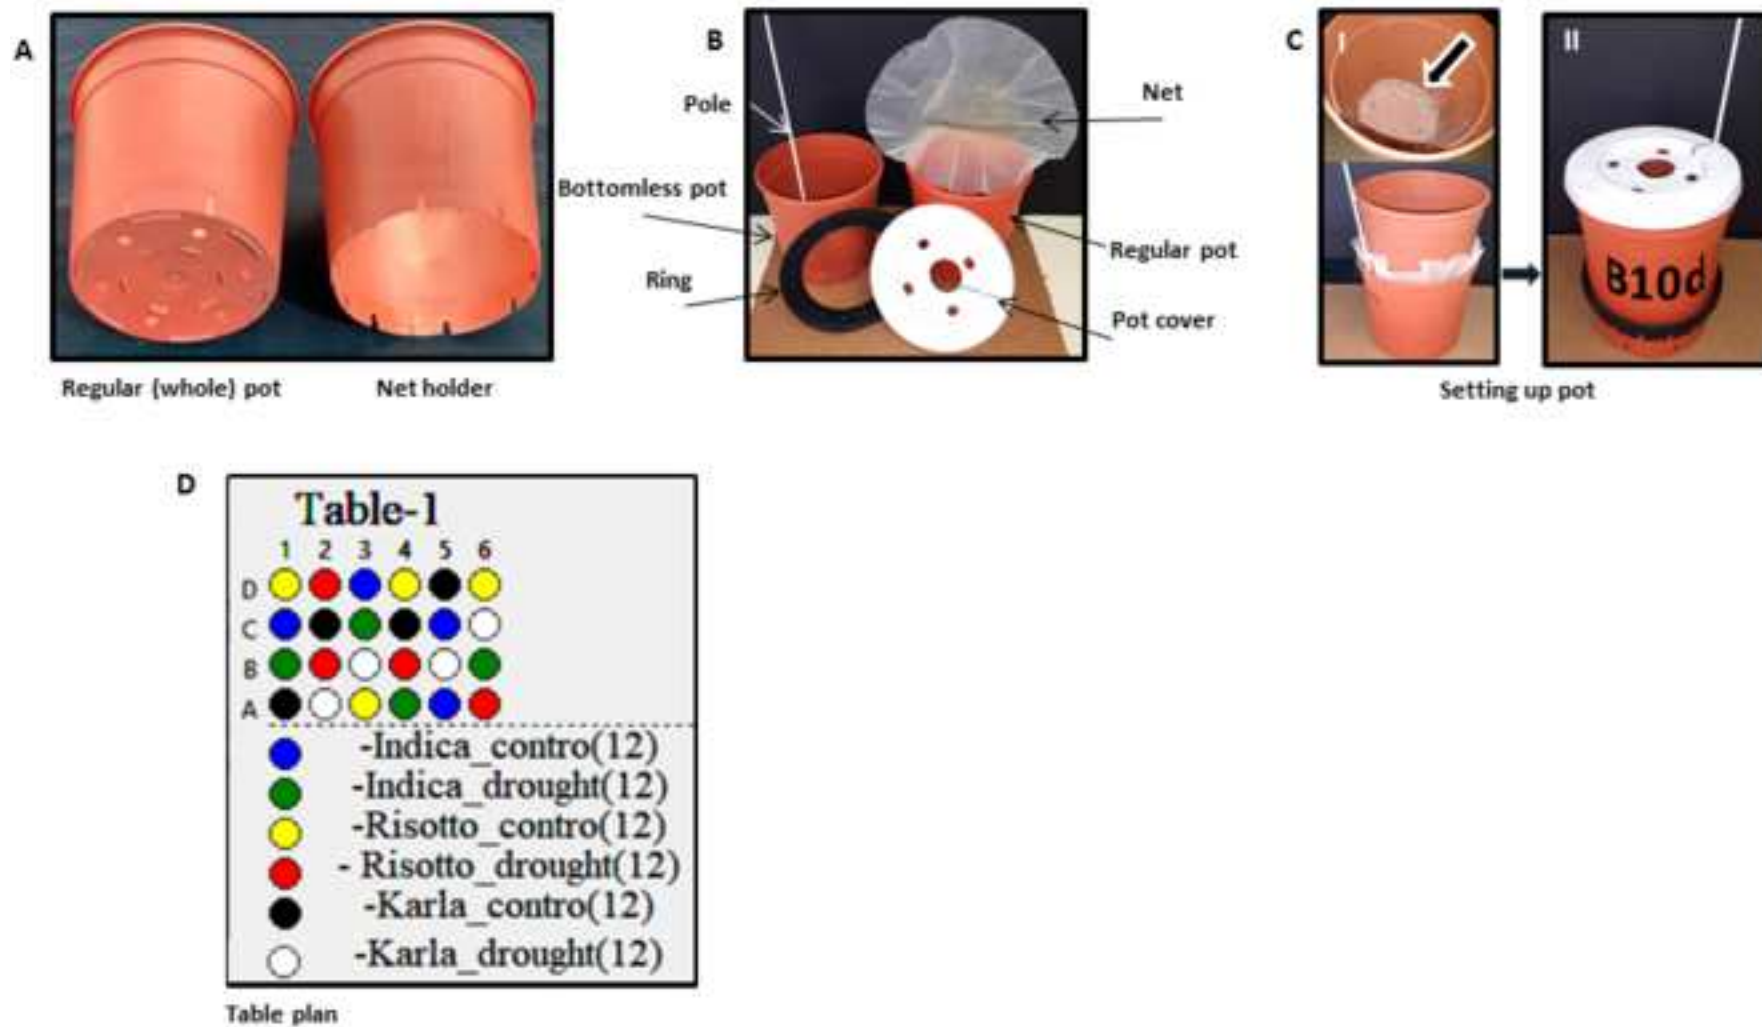 A
Regular (whole) pot
Net holder
B
Pole
Net
Bottomless pot
Ring
Regular pot
Pot cover
C
I
II
B10d
Setting up pot
D
Table-1
1 2 3 4 5 6
D
C
B
A
-Indica_contro(12)
-Indica_drought(12)
-Risotto_contro(12)
- Risotto_drought(12)
-Karla_contro(12)
-Karla_drought(12)
Table plan